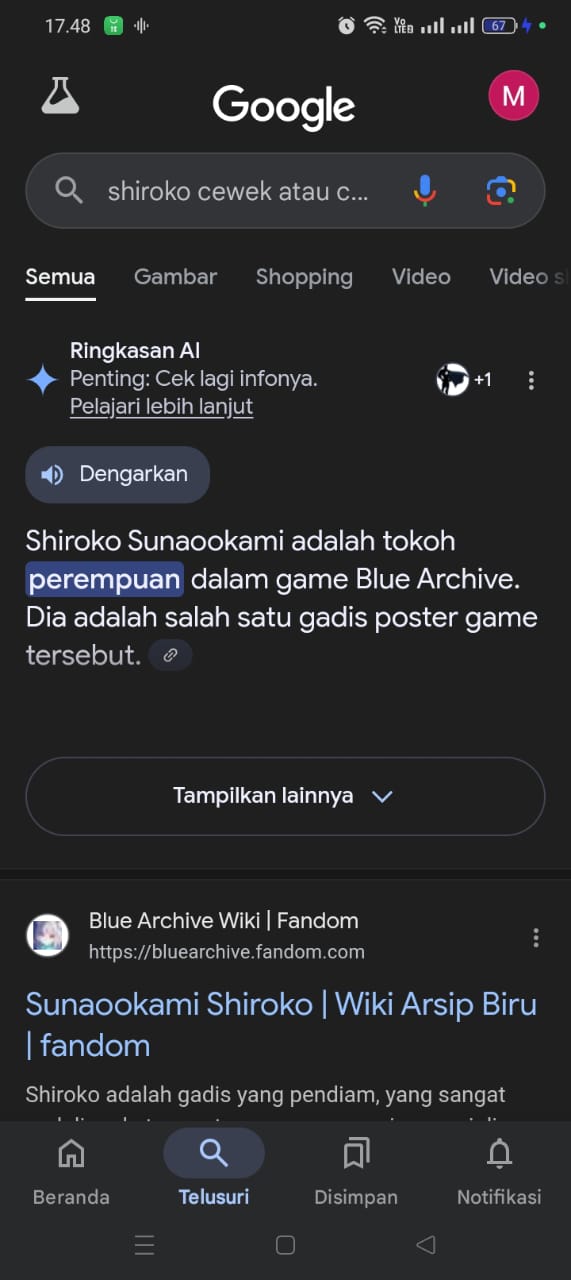 17.48
Vo
LTE2
67
Google
M
shiroko cewek atau c...
Semua Gambar Shopping Video Video s
Ringkasan AI
Penting: Cek lagi infonya.
Pelajari lebih lanjut
+1
Dengarkan
Shiroko Sunaookami adalah tokoh
perempuan dalam game Blue Archive.
Dia adalah salah satu gadis poster game
tersebut.
Tampilkan lainnya
Blue Archive Wiki | Fandom
https://bluearchive.fandom.com
Sunaookami Shiroko | Wiki Arsip Biru
| fandom
Shiroko adalah gadis yang pendiam, yang sangat
Beranda Telusuri Disimpan Notifikasi